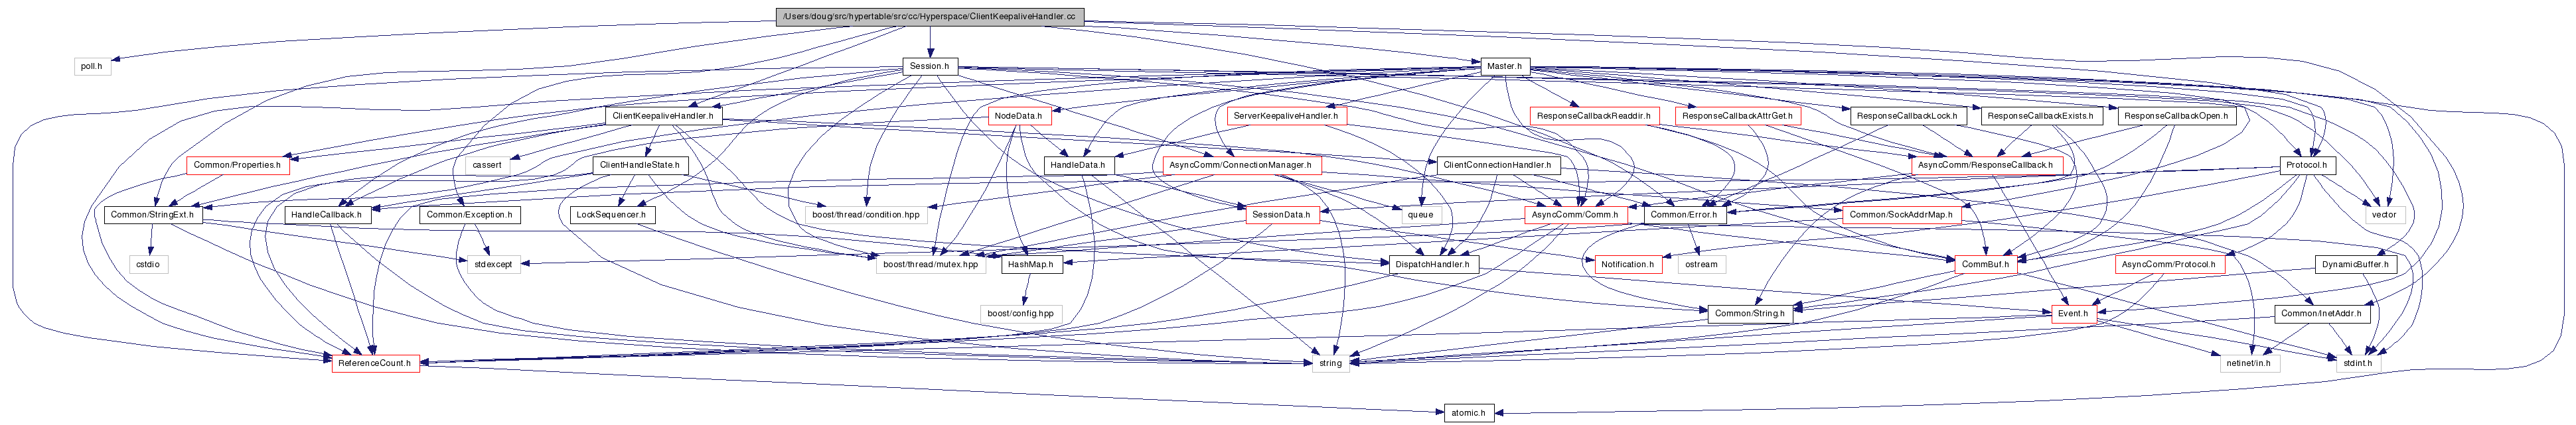 /Users/doug/src/hypertable/src/cc/Hyperspace/ClientKeepaliveHandler.cc
poll.h
Session.h
Master.h
ClientKeepaliveHandler.h
NodeData.h
ServerKeepaliveHandler.h
ResponseCallbackReaddir.h
ResponseCallbackAttrGet.h
ResponseCallbackLock.h
ResponseCallbackExists.h
ResponseCallbackOpen.h
Common/Properties.h
cassert
ClientHandleState.h
HandleData.h
AsyncComm/ConnectionManager.h
ClientConnectionHandler.h
AsyncComm/ResponseCallback.h
Protocol.h
Common/StringExt.h
HandleCallback.h
Common/Exception.h
LockSequencer.h
boost/thread/condition.hpp
SessionData.h
queue
AsyncComm/Comm.h
Common/Error.h
Common/SockAddrMap.h
vector
cstdio
stdexcept
boost/thread/mutex.hpp
HashMap.h
DispatchHandler.h
Notification.h
ostream
CommBuf.h
AsyncComm/Protocol.h
DynamicBuffer.h
boost/config.hpp
Common/String.h
Event.h
Common/InetAddr.h
ReferenceCount.h
string
netinet/in.h
stdint.h
atomic.h